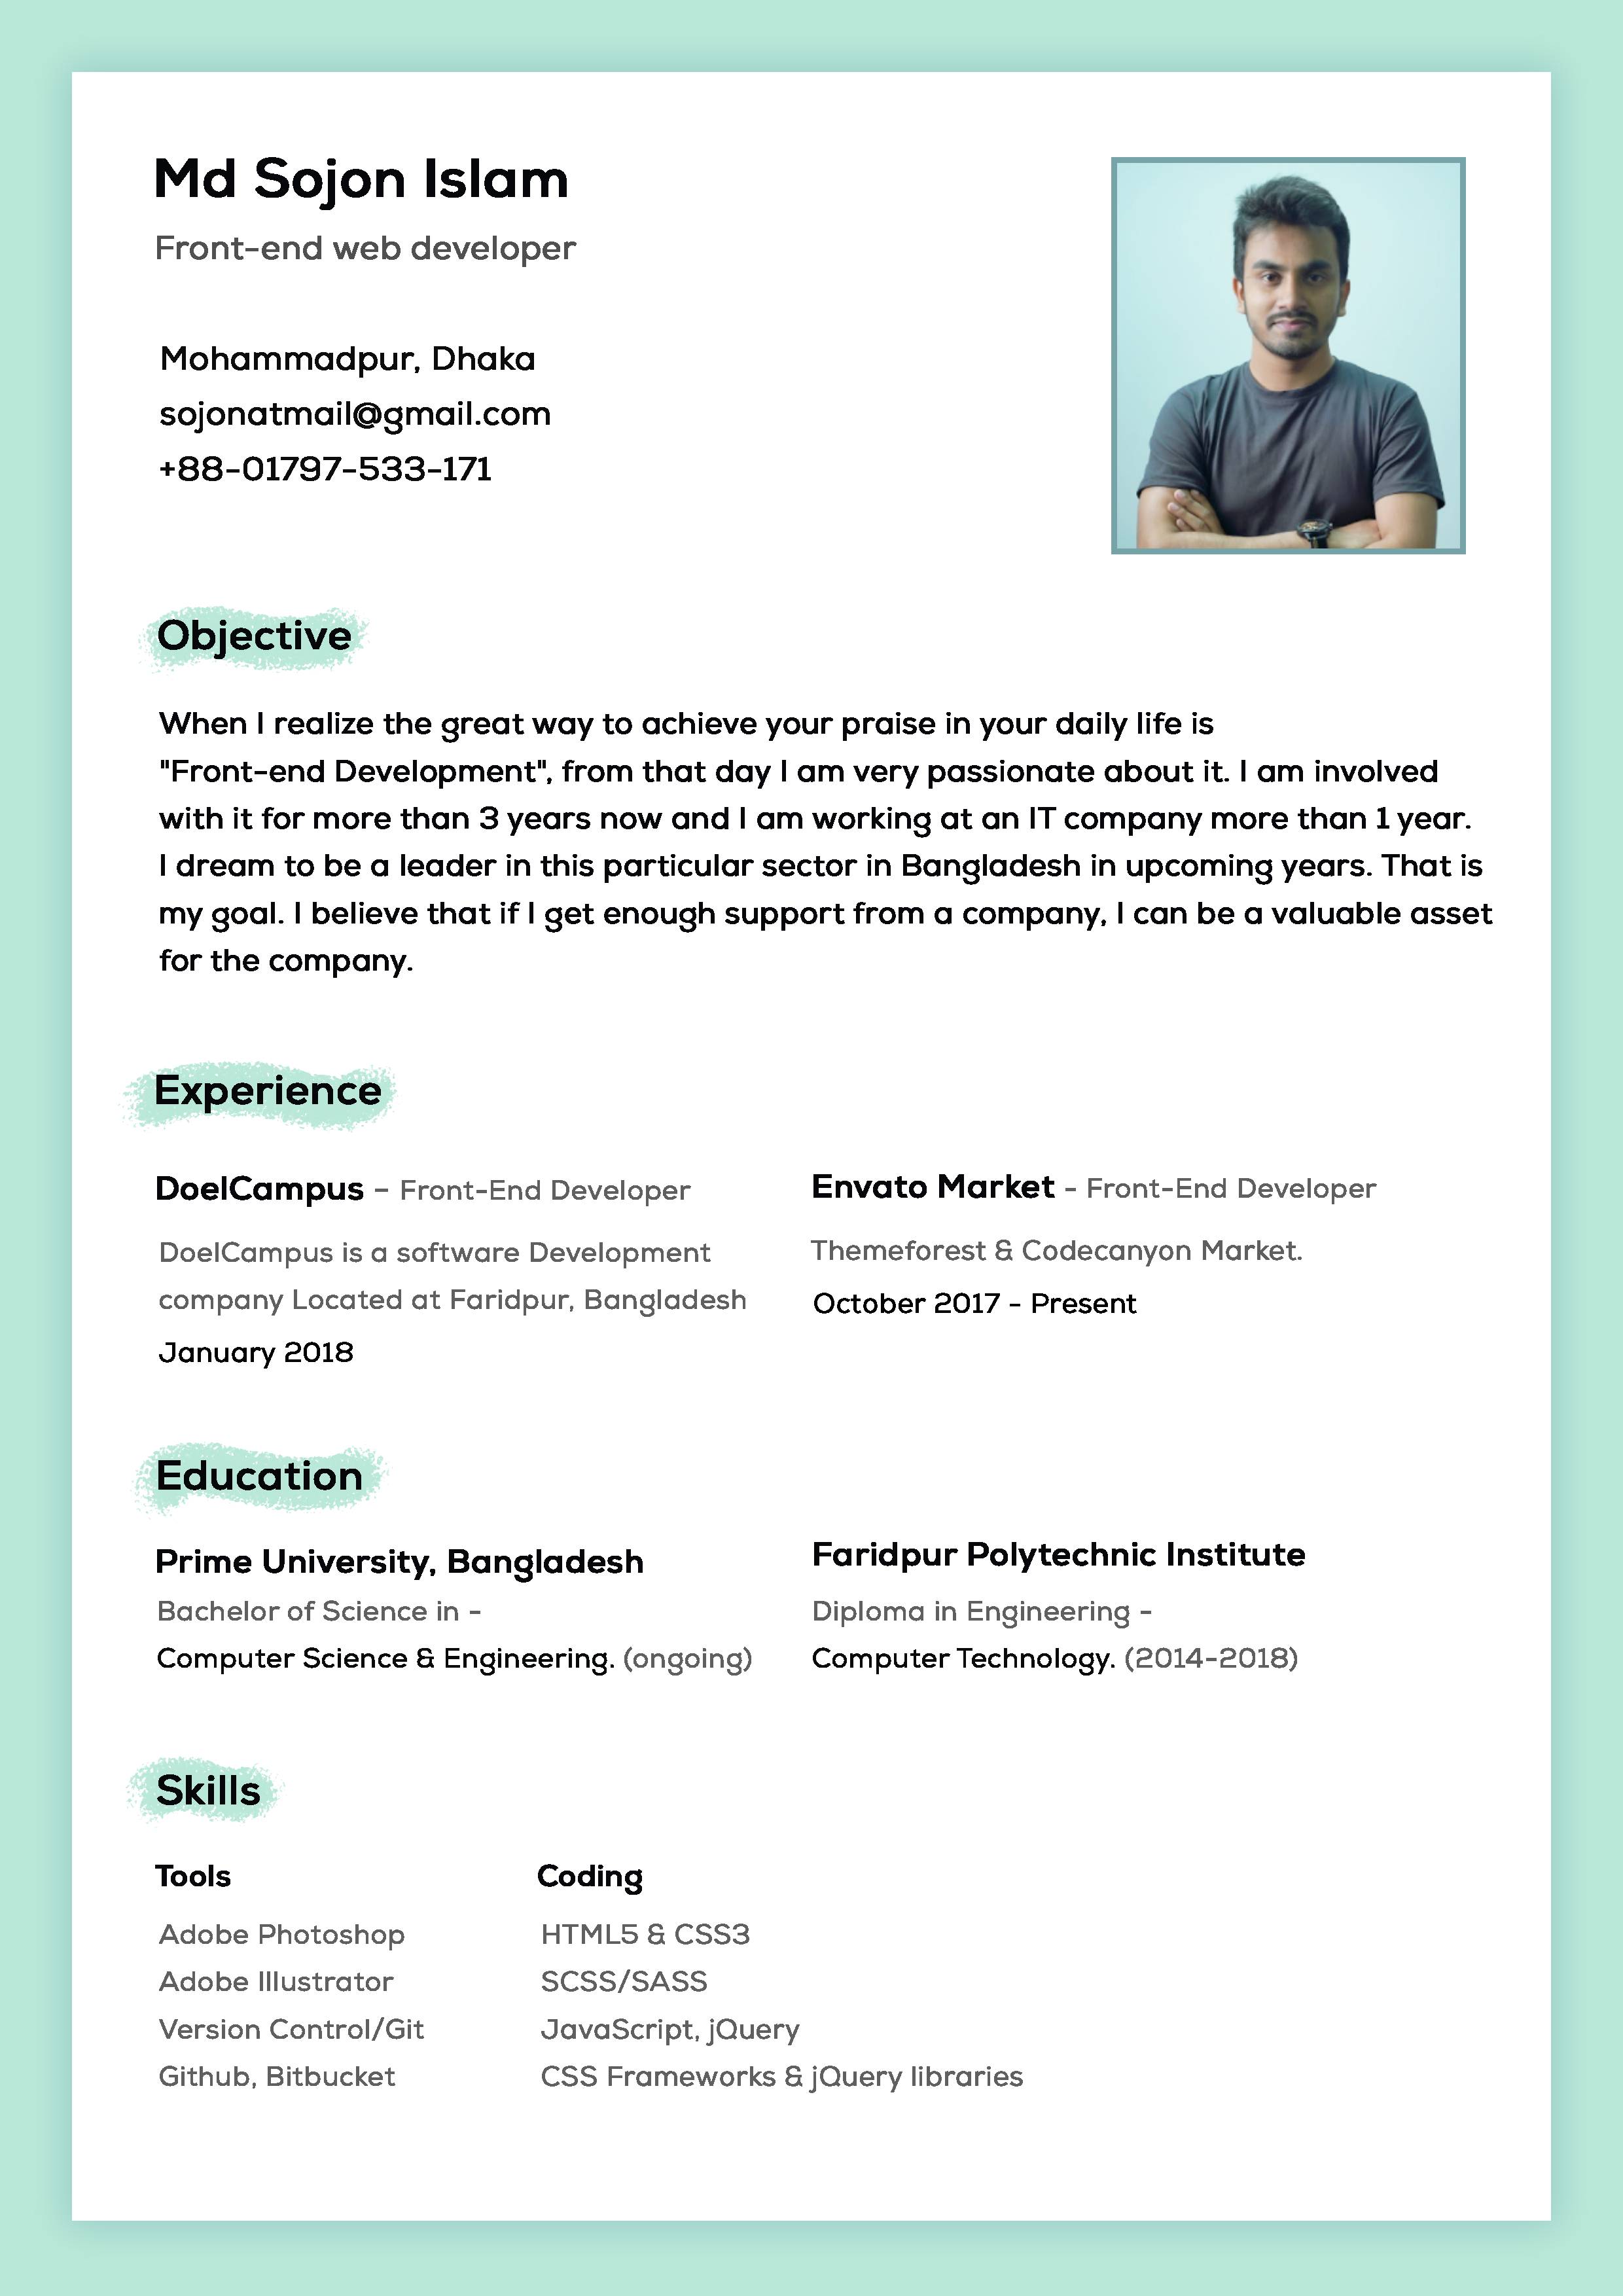 Md Sojon Islam
Front-end web developer
Mohammadpur, Dhaka
sojonatmail@gmail.com
+88-01797-533-171
Objective
When I realize the great way to achieve your praise in your daily life is
"Front-end Development", from that day I am very passionate about it. I am involved
with it for more than 3 years now and I am working at an IT company more than 1 year.
I dream to be a leader in this particular sector in Bangladesh in upcoming years. That is
my goal. I believe that if I get enough support from a company, I can be a valuable asset
for the company.
Experience
DoelCampus – Front-End Developer
DoelCampus is a software Development
company Located at Faridpur, Bangladesh
January 2018
Envato Market - Front-End Developer
Themeforest & Codecanyon Market.
October 2017 - Present
Education
Prime University, Bangladesh
Bachelor of Science in -
Computer Science & Engineering. (ongoing)
Faridpur Polytechnic Institute
Diploma in Engineering -
Computer Technology. (2014-2018)
Skills
Tools
Adobe Photoshop
Adobe Illustrator
Version Control/Git
Github, Bitbucket
Coding
HTML5 & CSS3
SCSS/SASS
JavaScript, jQuery
CSS Frameworks & jQuery libraries